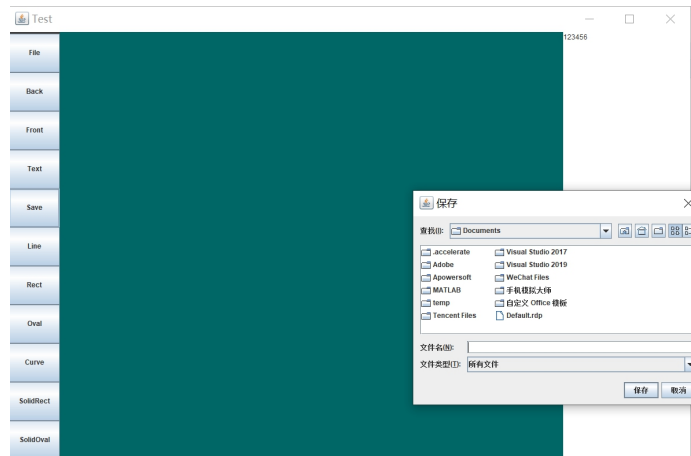 Test
123456
File
Back
Front
Text
Save
Line
Rect
Oval
Curve
SolidRect
SolidOval
保存
查找(I): Documents
.accelerate
Adobe
Apowersoft
MATLAB
temp
Tencent Files
Visual Studio 2017
Visual Studio 2019
WeChat Files
手机模拟大师
自定义 Office 模板
Default.rdp
文件名(N):
文件类型(T): 所有文件
保存 取消